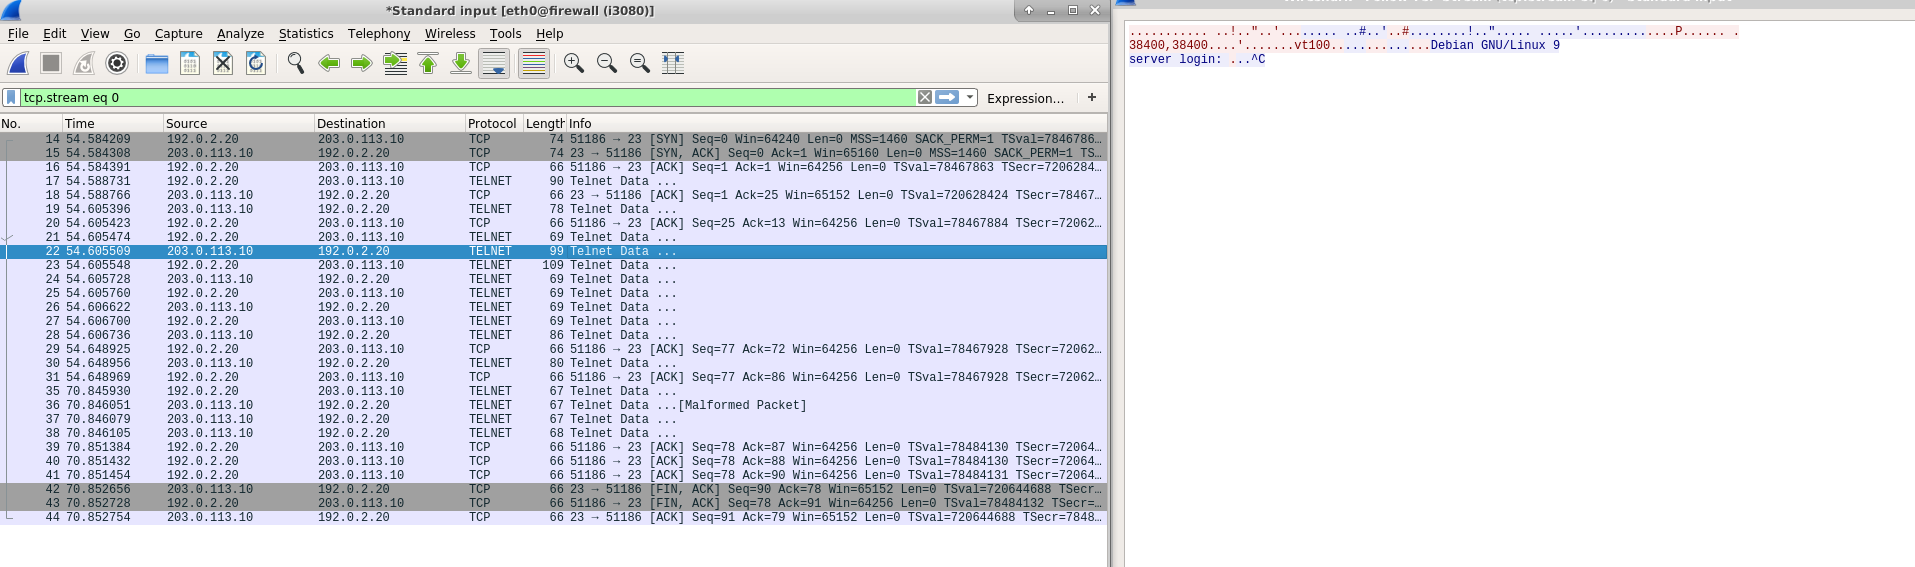 *Standard input [eth0@firewall (i3080)]
File Edit View Go Capture Analyze Statistics Telephony Wireless Tools Help
tcp.stream eq 0
Expression...
+
No. Time Source Destination Protocol Length Info
14 54.584209 192.0.2.20 203.0.113.10 TCP 74 51186 → 23 [SYN] Seq=0 Win=64240 Len=0 MSS=1460 SACK_PERM=1 TSval=7846786…
15 54.584308 203.0.113.10 192.0.2.20 TCP 74 23 → 51186 [SYN, ACK] Seq=0 Ack=1 Win=65160 Len=0 MSS=1460 SACK_PERM=1 TS…
16 54.584391 192.0.2.20 203.0.113.10 TCP 66 51186 → 23 [ACK] Seq=1 Ack=1 Win=64256 Len=0 TSval=78467863 TSecr=7206284…
17 54.588731 192.0.2.20 203.0.113.10 TELNET 90 Telnet Data ...
18 54.588766 203.0.113.10 192.0.2.20 TCP 66 23 → 51186 [ACK] Seq=1 Ack=25 Win=65152 Len=0 TSval=720628424 TSecr=78467…
19 54.605396 203.0.113.10 192.0.2.20 TELNET 78 Telnet Data ...
20 54.605423 192.0.2.20 203.0.113.10 TCP 66 51186 → 23 [ACK] Seq=25 Ack=13 Win=64256 Len=0 TSval=78467884 TSecr=72062…
21 54.605474 192.0.2.20 203.0.113.10 TELNET 69 Telnet Data ...
22 54.605509 203.0.113.10 192.0.2.20 TELNET 99 Telnet Data ...
23 54.605548 192.0.2.20 203.0.113.10 TELNET 109 Telnet Data ...
24 54.605728 203.0.113.10 192.0.2.20 TELNET 69 Telnet Data ...
25 54.605760 192.0.2.20 203.0.113.10 TELNET 69 Telnet Data ...
26 54.606622 203.0.113.10 192.0.2.20 TELNET 69 Telnet Data ...
27 54.606700 192.0.2.20 203.0.113.10 TELNET 69 Telnet Data ...
28 54.606736 203.0.113.10 192.0.2.20 TELNET 86 Telnet Data ...
29 54.648925 192.0.2.20 203.0.113.10 TCP 66 51186 → 23 [ACK] Seq=77 Ack=72 Win=64256 Len=0 TSval=78467928 TSecr=72062…
30 54.648956 203.0.113.10 192.0.2.20 TELNET 80 Telnet Data ...
31 54.648969 192.0.2.20 203.0.113.10 TCP 66 51186 → 23 [ACK] Seq=77 Ack=86 Win=64256 Len=0 TSval=78467928 TSecr=72062…
35 70.845930 192.0.2.20 203.0.113.10 TELNET 67 Telnet Data ...
36 70.846051 203.0.113.10 192.0.2.20 TELNET 67 Telnet Data ...[Malformed Packet]
37 70.846079 203.0.113.10 192.0.2.20 TELNET 67 Telnet Data ...
38 70.846105 203.0.113.10 192.0.2.20 TELNET 68 Telnet Data ...
39 70.851384 192.0.2.20 203.0.113.10 TCP 66 51186 → 23 [ACK] Seq=78 Ack=87 Win=64256 Len=0 TSval=78484130 TSecr=72064…
40 70.851432 192.0.2.20 203.0.113.10 TCP 66 51186 → 23 [ACK] Seq=78 Ack=88 Win=64256 Len=0 TSval=78484130 TSecr=72064…
41 70.851454 192.0.2.20 203.0.113.10 TCP 66 51186 → 23 [ACK] Seq=78 Ack=90 Win=64256 Len=0 TSval=78484131 TSecr=72064…
42 70.852656 203.0.113.10 192.0.2.20 TCP 66 23 → 51186 [FIN, ACK] Seq=90 Ack=78 Win=65152 Len=0 TSval=720644688 TSecr…
43 70.852728 192.0.2.20 203.0.113.10 TCP 66 51186 → 23 [FIN, ACK] Seq=78 Ack=91 Win=64256 Len=0 TSval=78484132 TSecr=…
44 70.852754 203.0.113.10 192.0.2.20 TCP 66 23 → 51186 [ACK] Seq=91 Ack=79 Win=65152 Len=0 TSval=720644688 TSecr=7848…
........... ..!.."..'....... ..#..'..#........!..".... .....'.............P...... .
38400,38400....'.......vt100..............Debian GNU/Linux 9
server login: ...^C